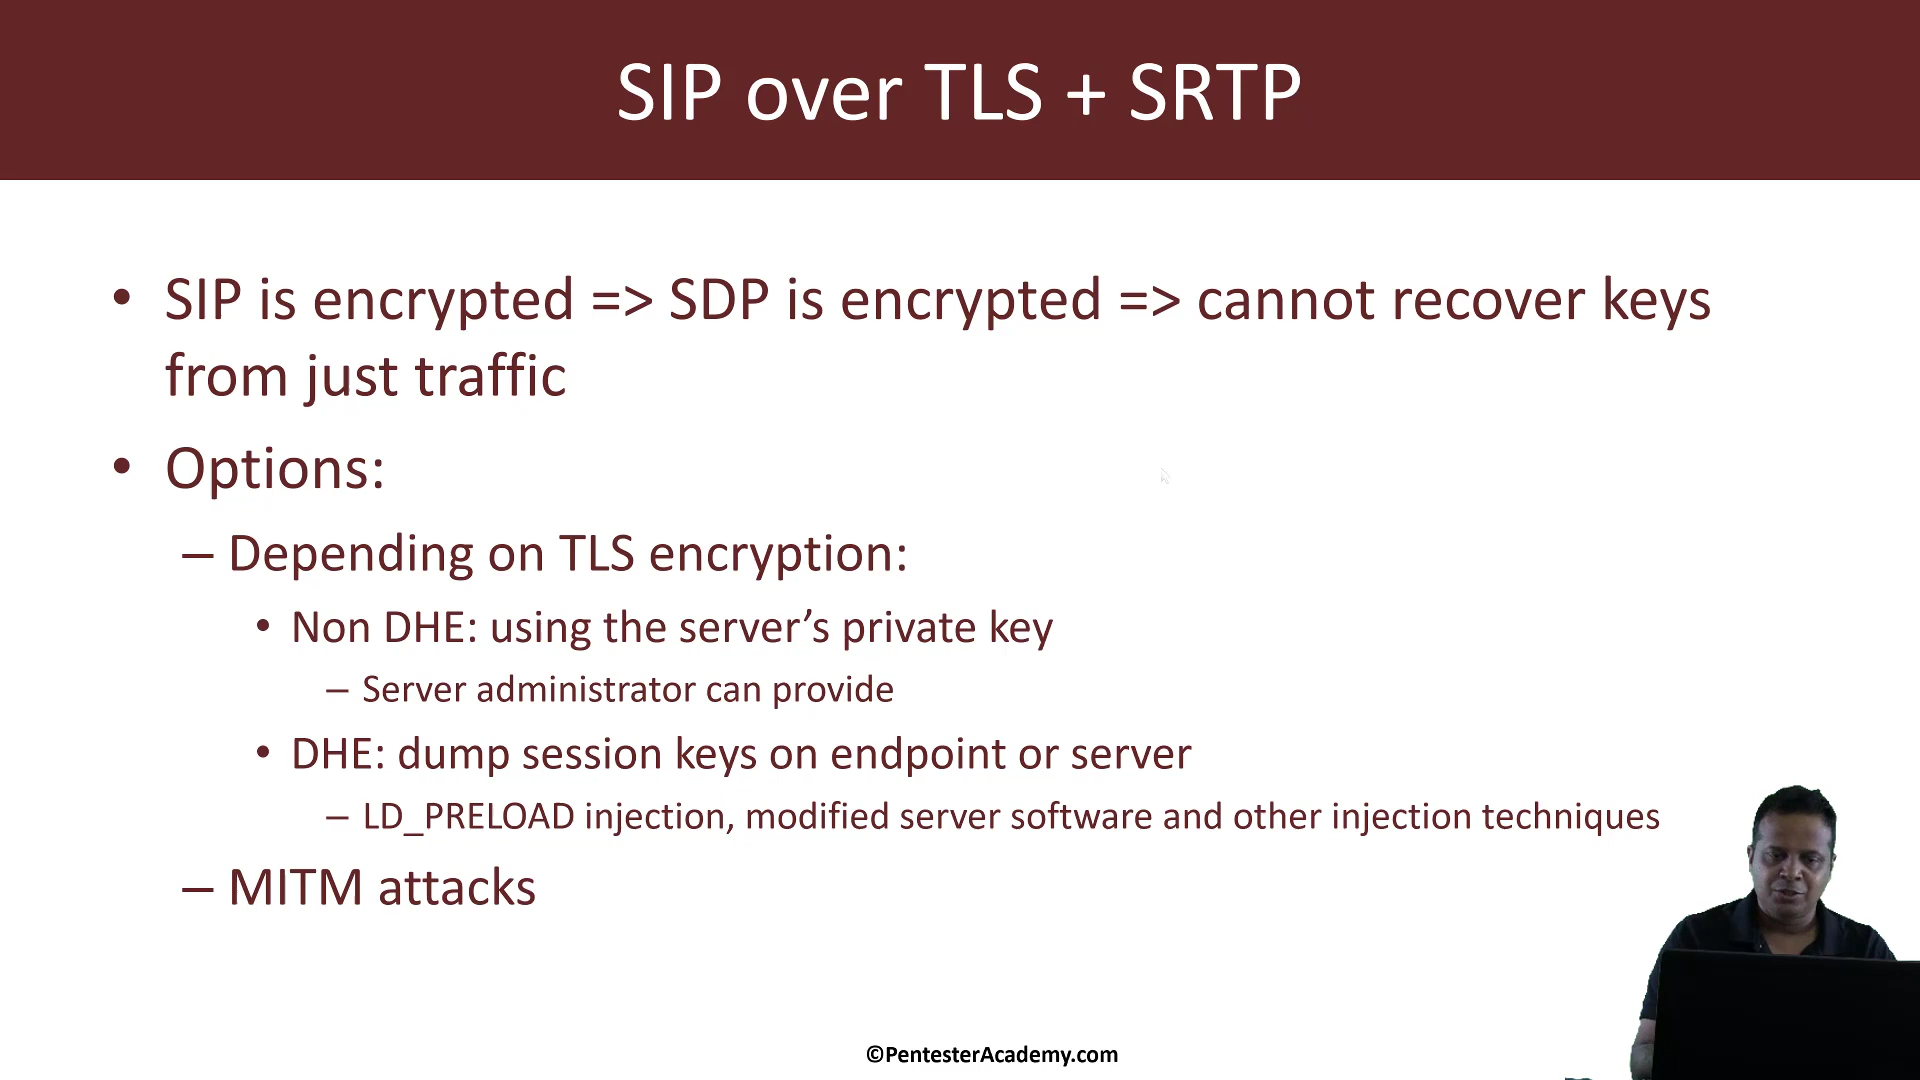 SIP over TLS + SRTP
• SIP is encrypted => SDP is encrypted => cannot recover keys
from just traffic
• Options:
– Depending on TLS encryption:
• Non DHE: using the server’s private key
– Server administrator can provide
• DHE: dump session keys on endpoint or server
– LD_PRELOAD injection, modified server software and other injection techniques
– MITM attacks
©PentesterAcademy.com